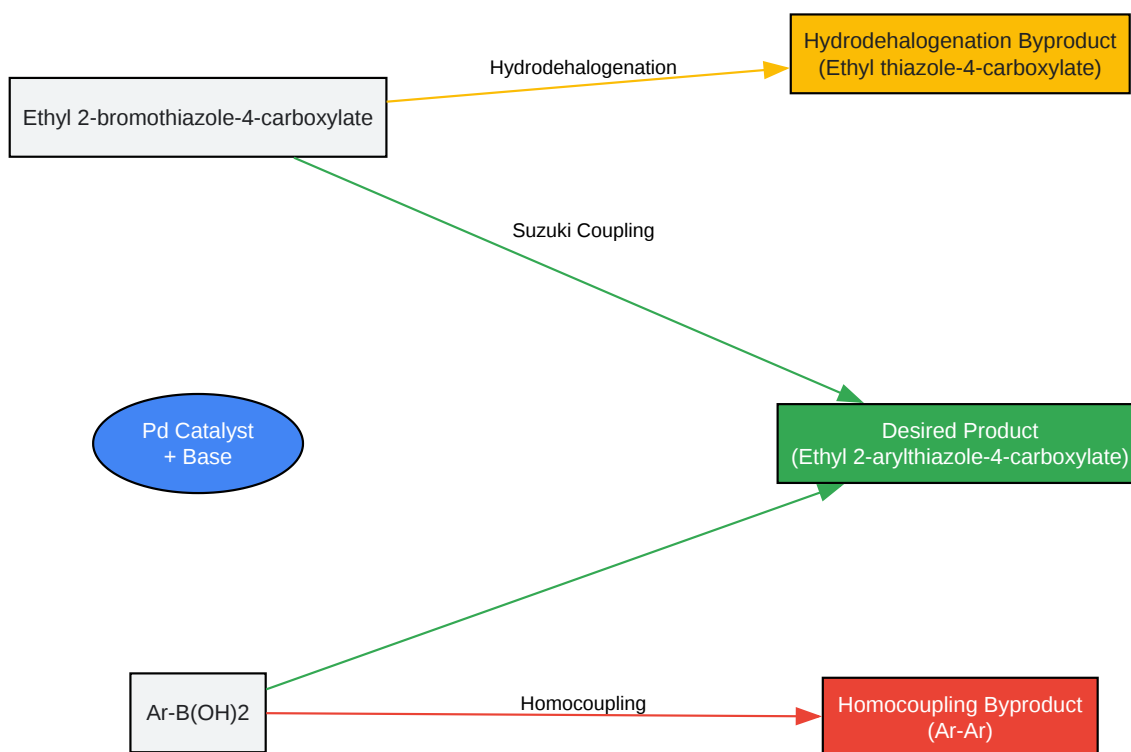 Hydrodehalogenation Byproduct
(Ethyl thiazole-4-carboxylate)
Hydrodehalogenation
Ethyl 2-bromothiazole-4-carboxylate
Suzuki Coupling
Pd Catalyst
+ Base
Desired Product
(Ethyl 2-arylthiazole-4-carboxylate)
Ar-B(OH)2
Homocoupling
Homocoupling Byproduct
(Ar-Ar)